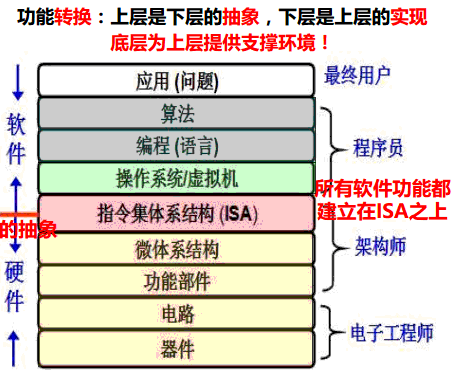 功能转换：上层是下层的抽象，下层是上层的实现
底层为上层提供支撑环境！
应用 (问题)
最终用户
算法
编程 (语言)
程序员
操作系统/虚拟机
软件
所有软件功能都
建立在ISA之上
指令集体系结构 (ISA)
的抽象
微体系结构
架构师
功能部件
硬件
电路
电子工程师
器件